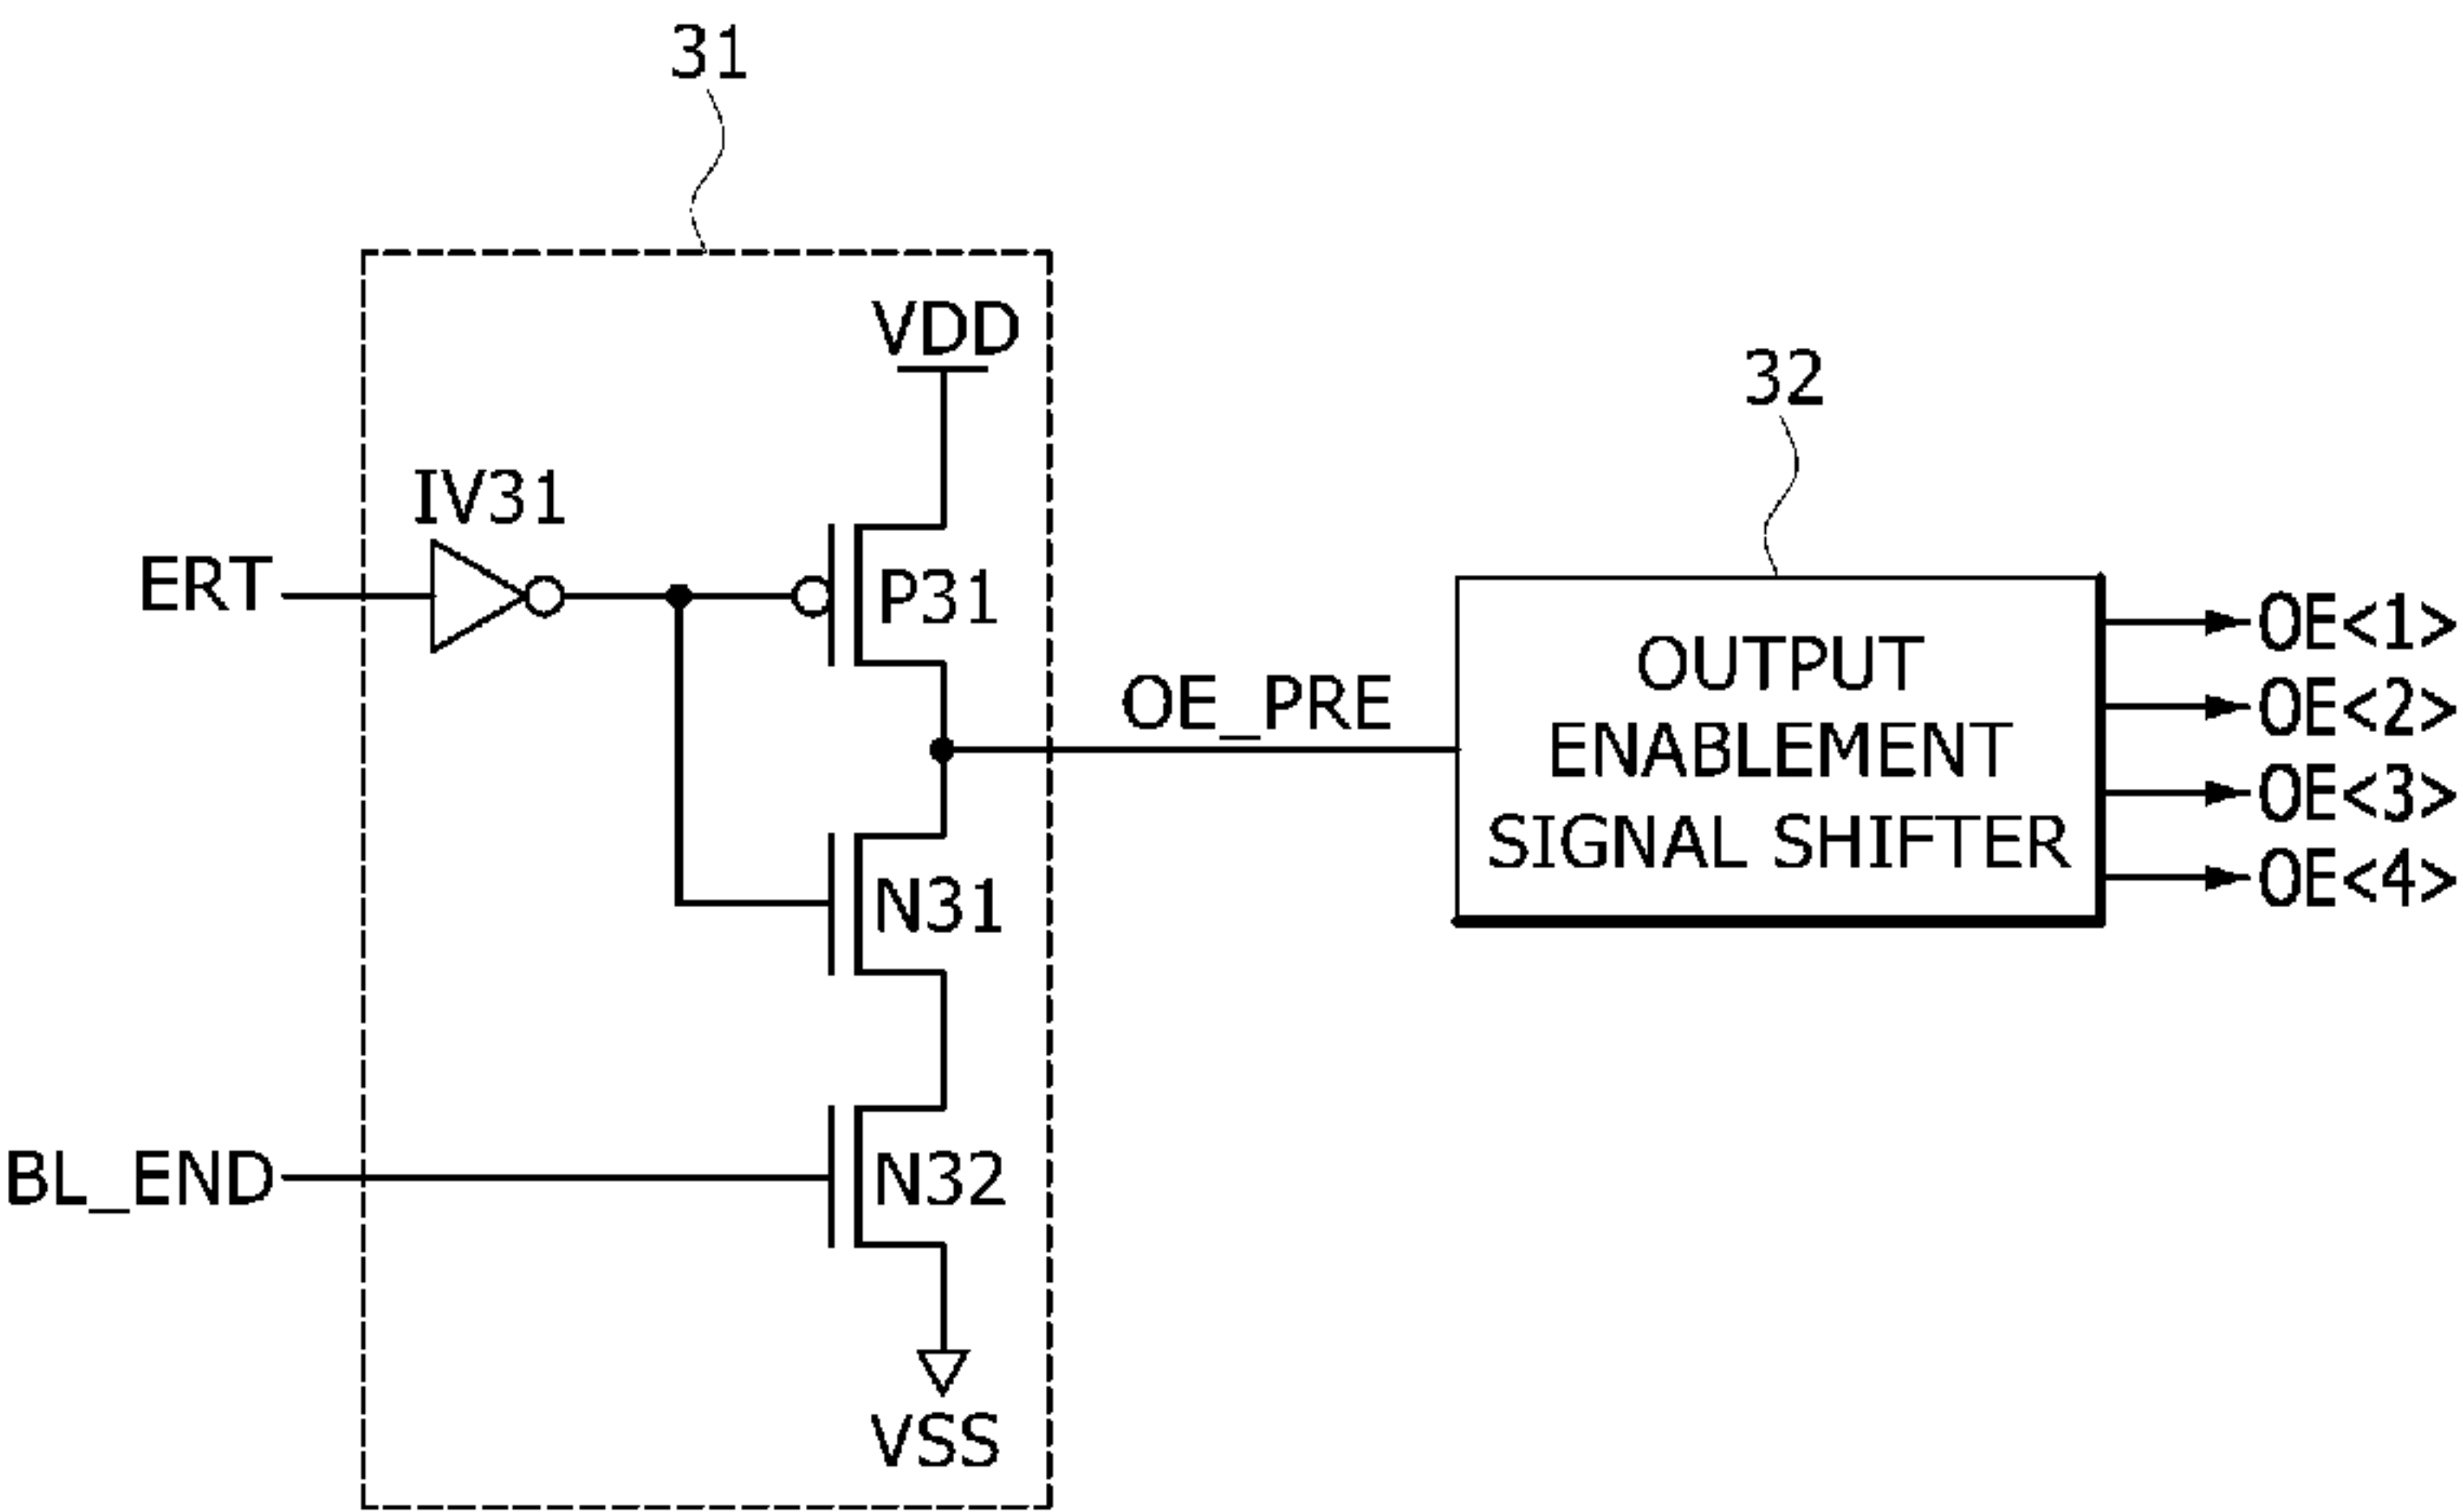 31
VDD
32
IV31
ERT
P31
OE<1>
OUTPUT
OE_PRE
OE<2>
ENABLEMENT
OE<3>
SIGNAL SHIFTER
OE<4>
N31
BL_END
N32
VSS